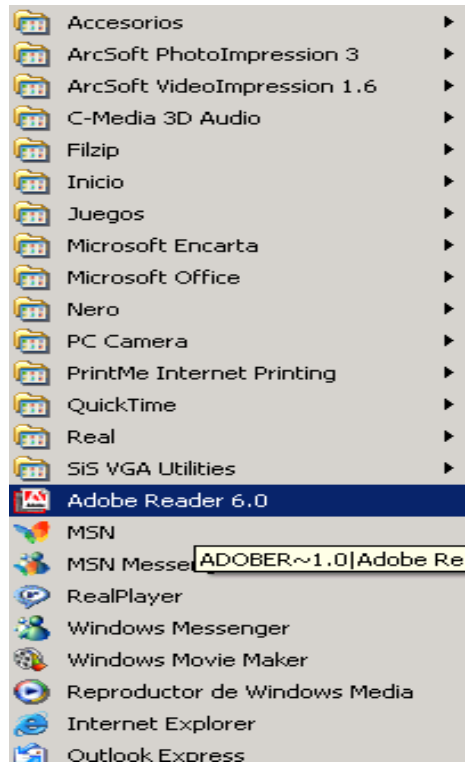 Accesorios
ArcSoft PhotoImpression 3
ArcSoft VideoImpression 1.6
C-Media 3D Audio
Filzip
Inicio
Juegos
Microsoft Encarta
Microsoft Office
Nero
PC Camera
PrintMe Internet Printing
QuickTime
Real
SiS VGA Utilities
Adobe Reader 6.0
MSN
MSN Messen
ADOBER~1.0|Adobe Re
RealPlayer
Windows Messenger
Windows Movie Maker
Reproductor de Windows Media
Internet Explorer
Outlook Express